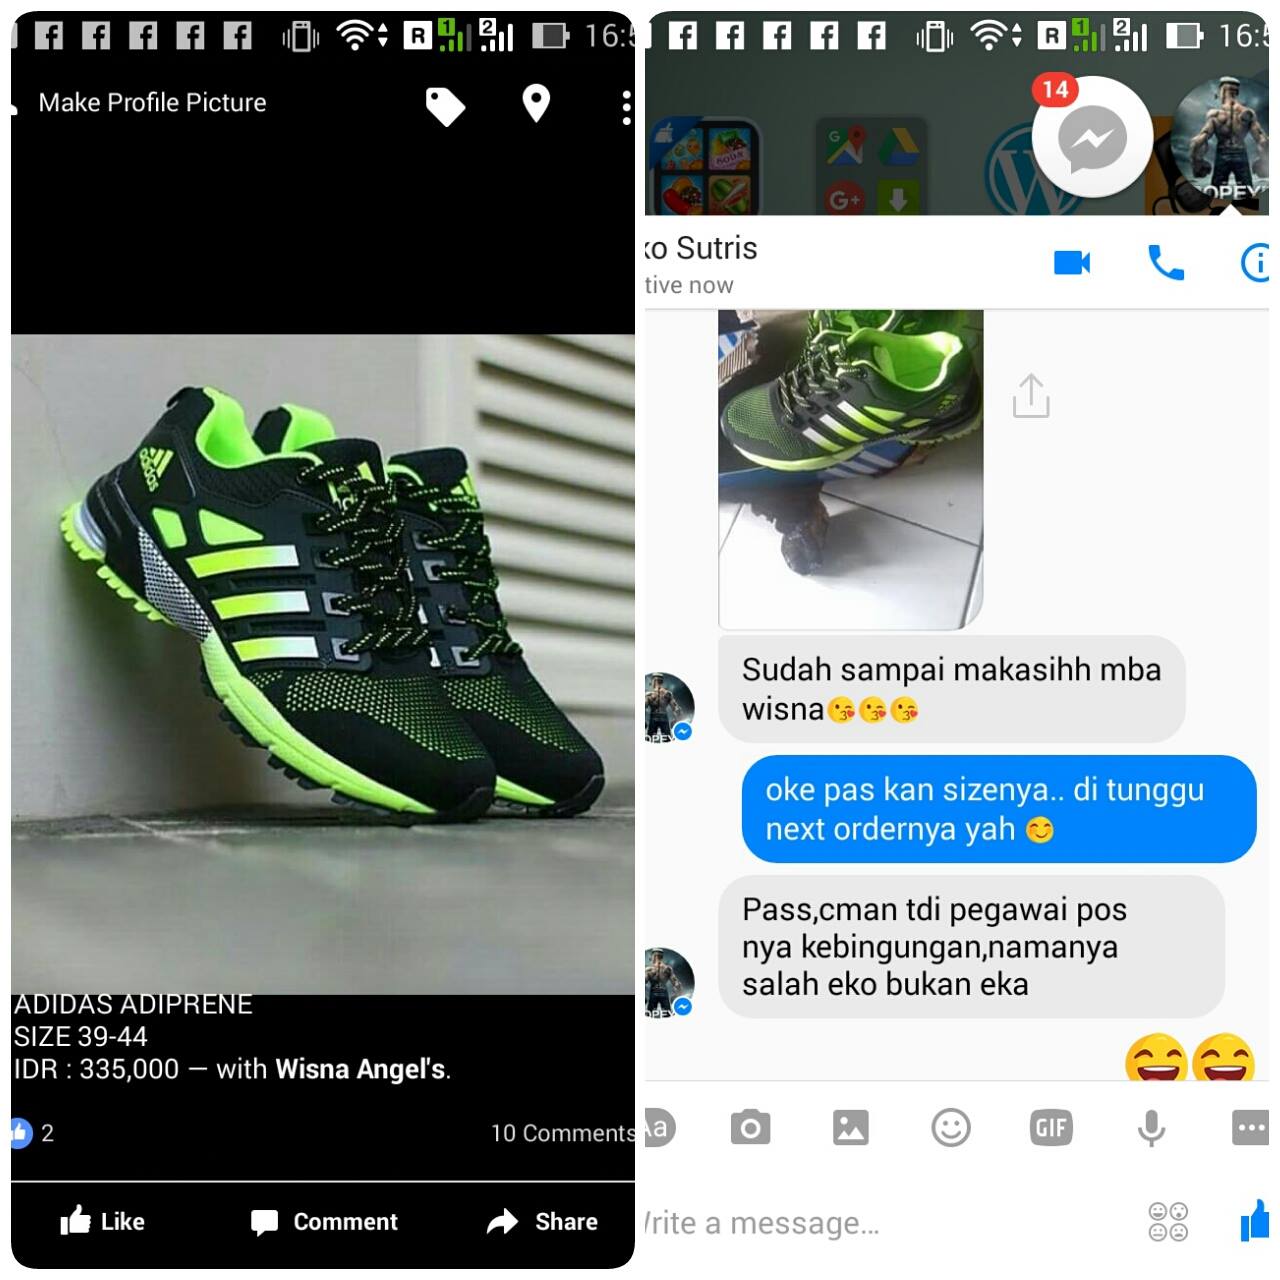 16:5
Make Profile Picture
adidas
ADIDAS ADIPRENE
SIZE 39-44
IDR : 335,000 — with Wisna Angel's.
2
10 Comments
Like
Comment
Share
16:5
14
OPEY
ko Sutris
tive now
Sudah sampai makasihh mba
wisna😘😘😘
oke pas kan sizenya.. di tunggu
next ordernya yah 😊
Pass,cman tdi pegawai pos
nya kebingungan,namanya
salah eko bukan eka
😆😆
Aa
GIF
Write a message...